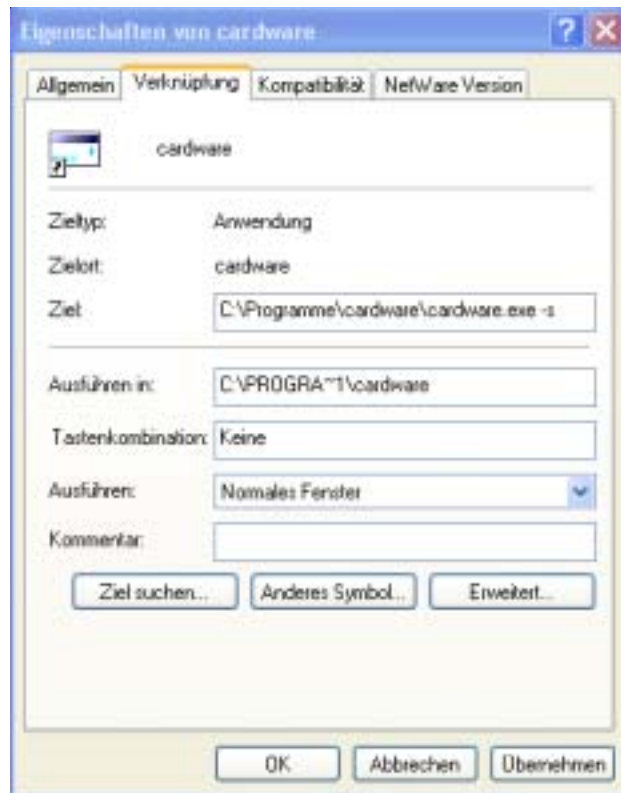 Eigenschaften von cardware
Allgemein Verknüpfung Kompatibilität NetWare Version
cardware
Zieltyp: Anwendung
Zielort: cardware
Ziel: C:\Programme\cardware\cardware.exe -s
Ausführen in: C:\PROGRA~1\cardware
Tastenkombination: Keine
Ausführen: Normales Fenster
Kommentar:
Ziel suchen... Anderes Symbol... Erweitert...
OK Abbrechen Übernehmen